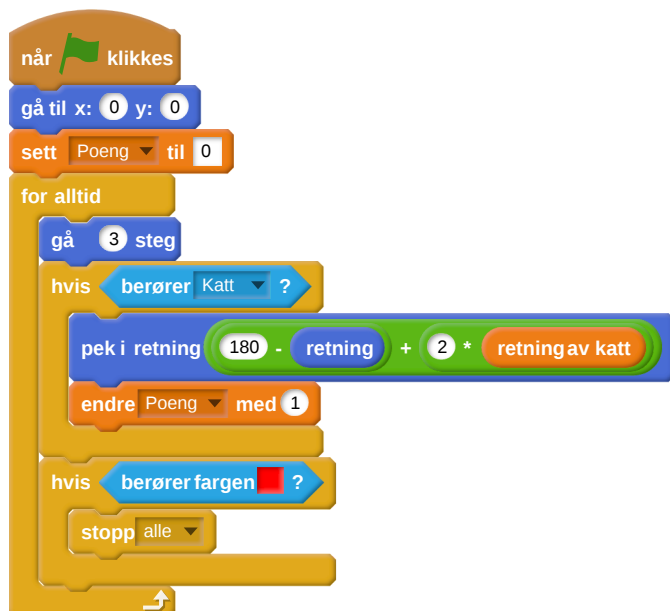 når klikkes
gå til x: 0 y: 0
sett Poeng til 0
for alltid
gå 3 steg
hvis berører Katt ?
pek i retning 180 - retning + 2 * retning av katt
endre Poeng med 1
hvis berører fargen ?
stopp alle